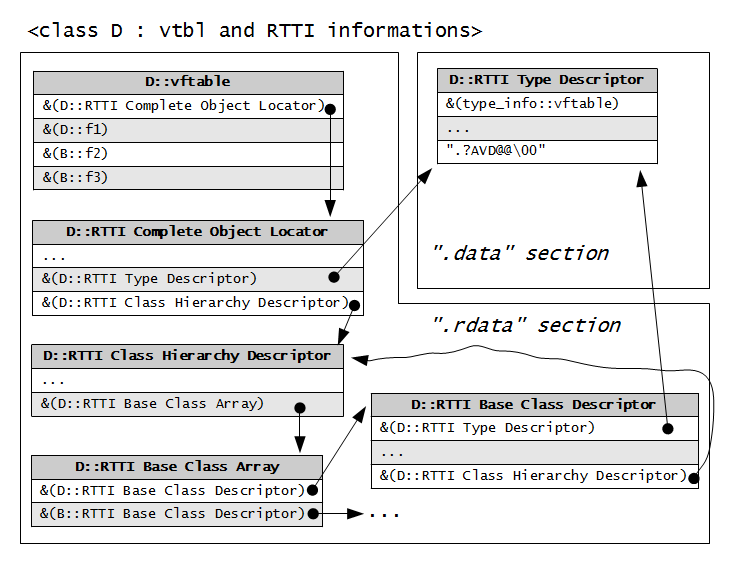 <class D : vtbl and RTTI informations>
D::vftable
&(D::RTTI Complete Object Locator)
&(D::f1)
&(B::f2)
&(B::f3)
D::RTTI Type Descriptor
&(type_info::vftable)
...
".?AVD@@\00"
D::RTTI Complete Object Locator
...
&(D::RTTI Type Descriptor)
&(D::RTTI Class Hierarchy Descriptor)
".data" section
".rdata" section
D::RTTI Class Hierarchy Descriptor
...
&(D::RTTI Base Class Array)
D::RTTI Base Class Descriptor
&(D::RTTI Type Descriptor)
...
&(D::RTTI Class Hierarchy Descriptor)
D::RTTI Base Class Array
&(D::RTTI Base Class Descriptor)
&(B::RTTI Base Class Descriptor)
...